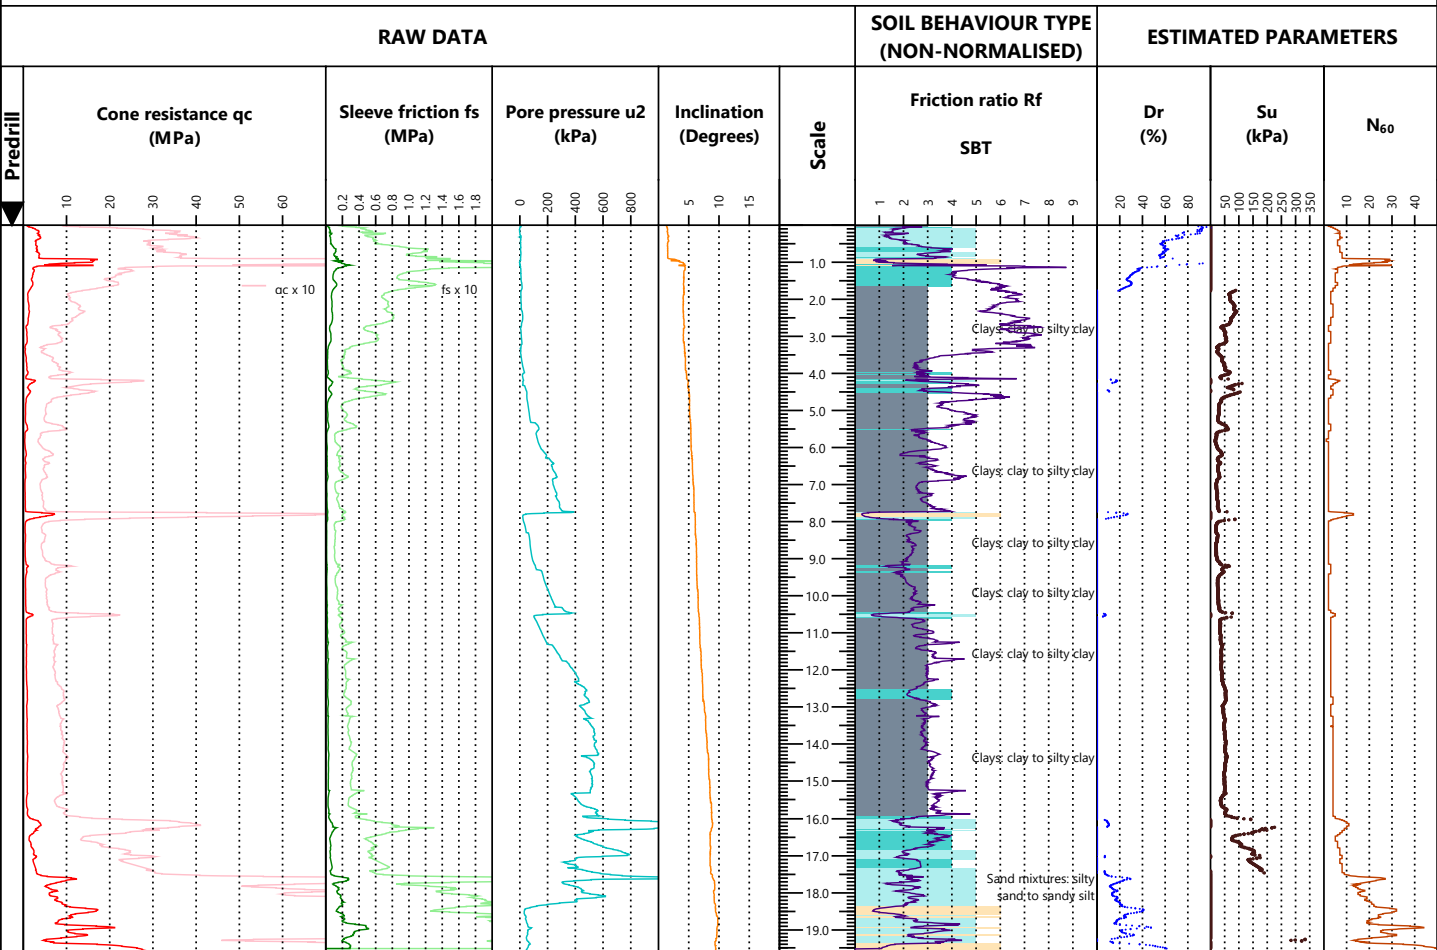 RAW DATA
SOIL BEHAVIOUR TYPE
(NON-NORMALISED)
ESTIMATED PARAMETERS
Predrill
Cone resistance qc
(MPa)
Sleeve friction fs
(MPa)
Pore pressure u2
(kPa)
Inclination
(Degrees)
Scale
Friction ratio Rf
SBT
Dr
(%)
Su
(kPa)
N₆₀
10 20 30 40 50 60
0.2 0.4 0.6 0.8 1.0 1.2 1.4 1.6 1.8
0 200 400 600 800
5 10 15
1 2 3 4 5 6 7 8 9
20 40 60 80
50 100 150 200 250 300 350
10 20 30 40
qc x 10
fs x 10
1.0
2.0
Clays: clay to silty clay
3.0
4.0
5.0
6.0
Clays: clay to silty clay
7.0
8.0
Clays: clay to silty clay
9.0
Clays: clay to silty clay
10.0
11.0
Clays: clay to silty clay
12.0
13.0
14.0
Clays: clay to silty clay
15.0
16.0
17.0
Sand mixtures: silty
sand to sandy silt
18.0
19.0